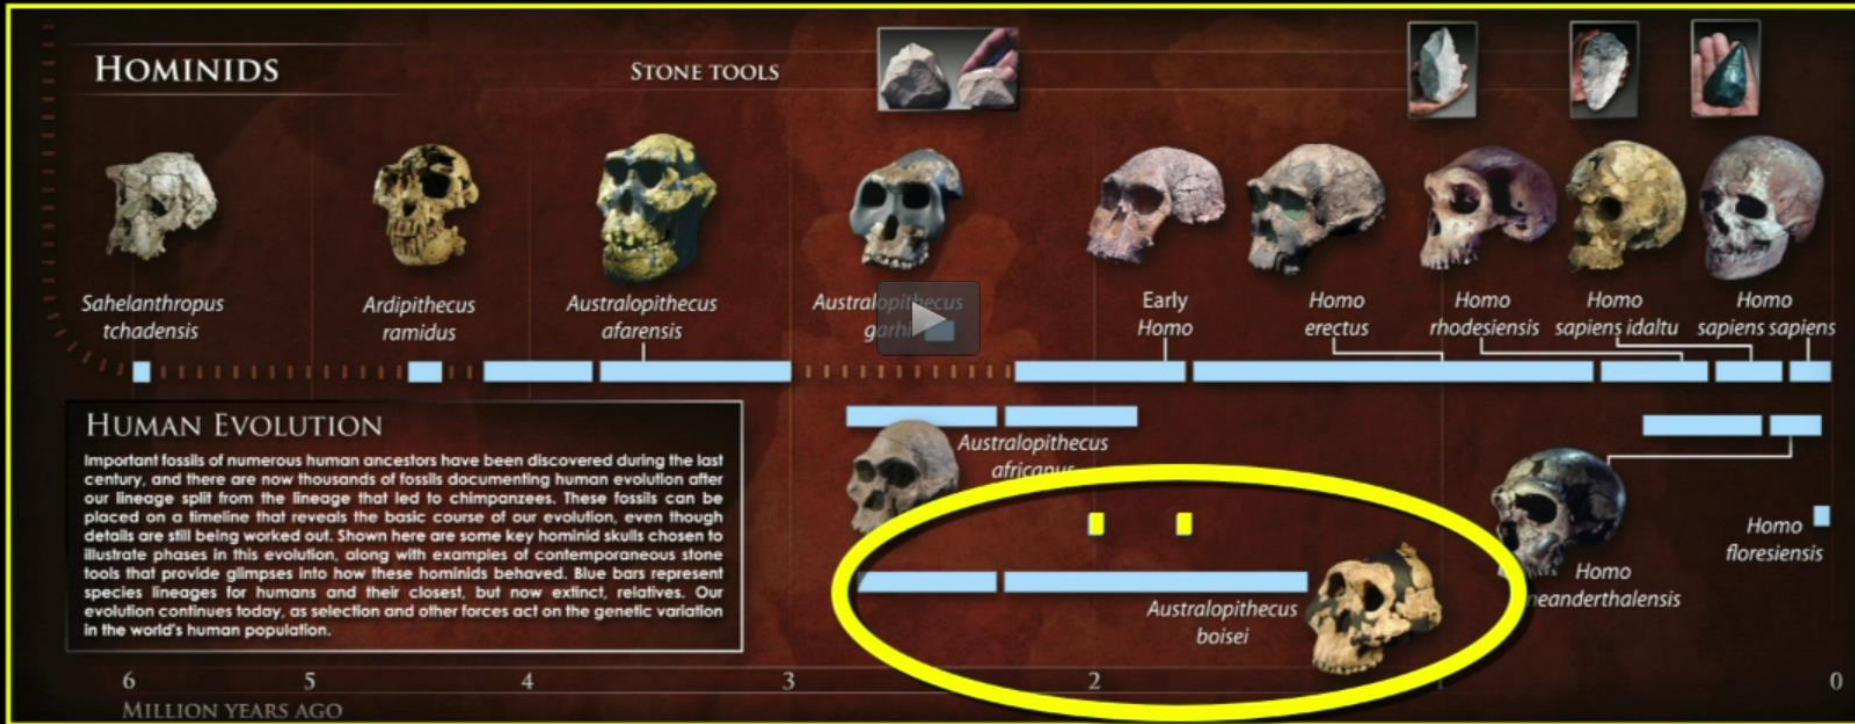 HOMINIDS
STONE TOOLS
Sahelanthropus
tchadensis
Ardipithecus
ramidus
Australopithecus
afarensis
Australopithecus
garhi
Early
Homo
Homo
erectus
Homo
rhodesiensis
Homo
sapiens idaltu
Homo
sapiens sapiens
HUMAN EVOLUTION
Important fossils of numerous human ancestors have been discovered during the last
century, and there are now thousands of fossils documenting human evolution after
our lineage split from the lineage that led to chimpanzees. These fossils can be
placed on a timeline that reveals the basic course of our evolution, even though
details are still being worked out. Shown here are some key hominid skulls chosen to
illustrate phases in this evolution, along with examples of contemporaneous stone
tools that provide glimpses into how these hominids behaved. Blue bars represent
species lineages for humans and their closest, but now extinct, relatives. Our
evolution continues today, as selection and other forces act on the genetic variation
in the world's human population.
Australopithecus
africanus
Australopithecus
boisei
Homo
neanderthalensis
Homo
floresiensis
6 5 4 3 2 1 0
MILLION YEARS AGO